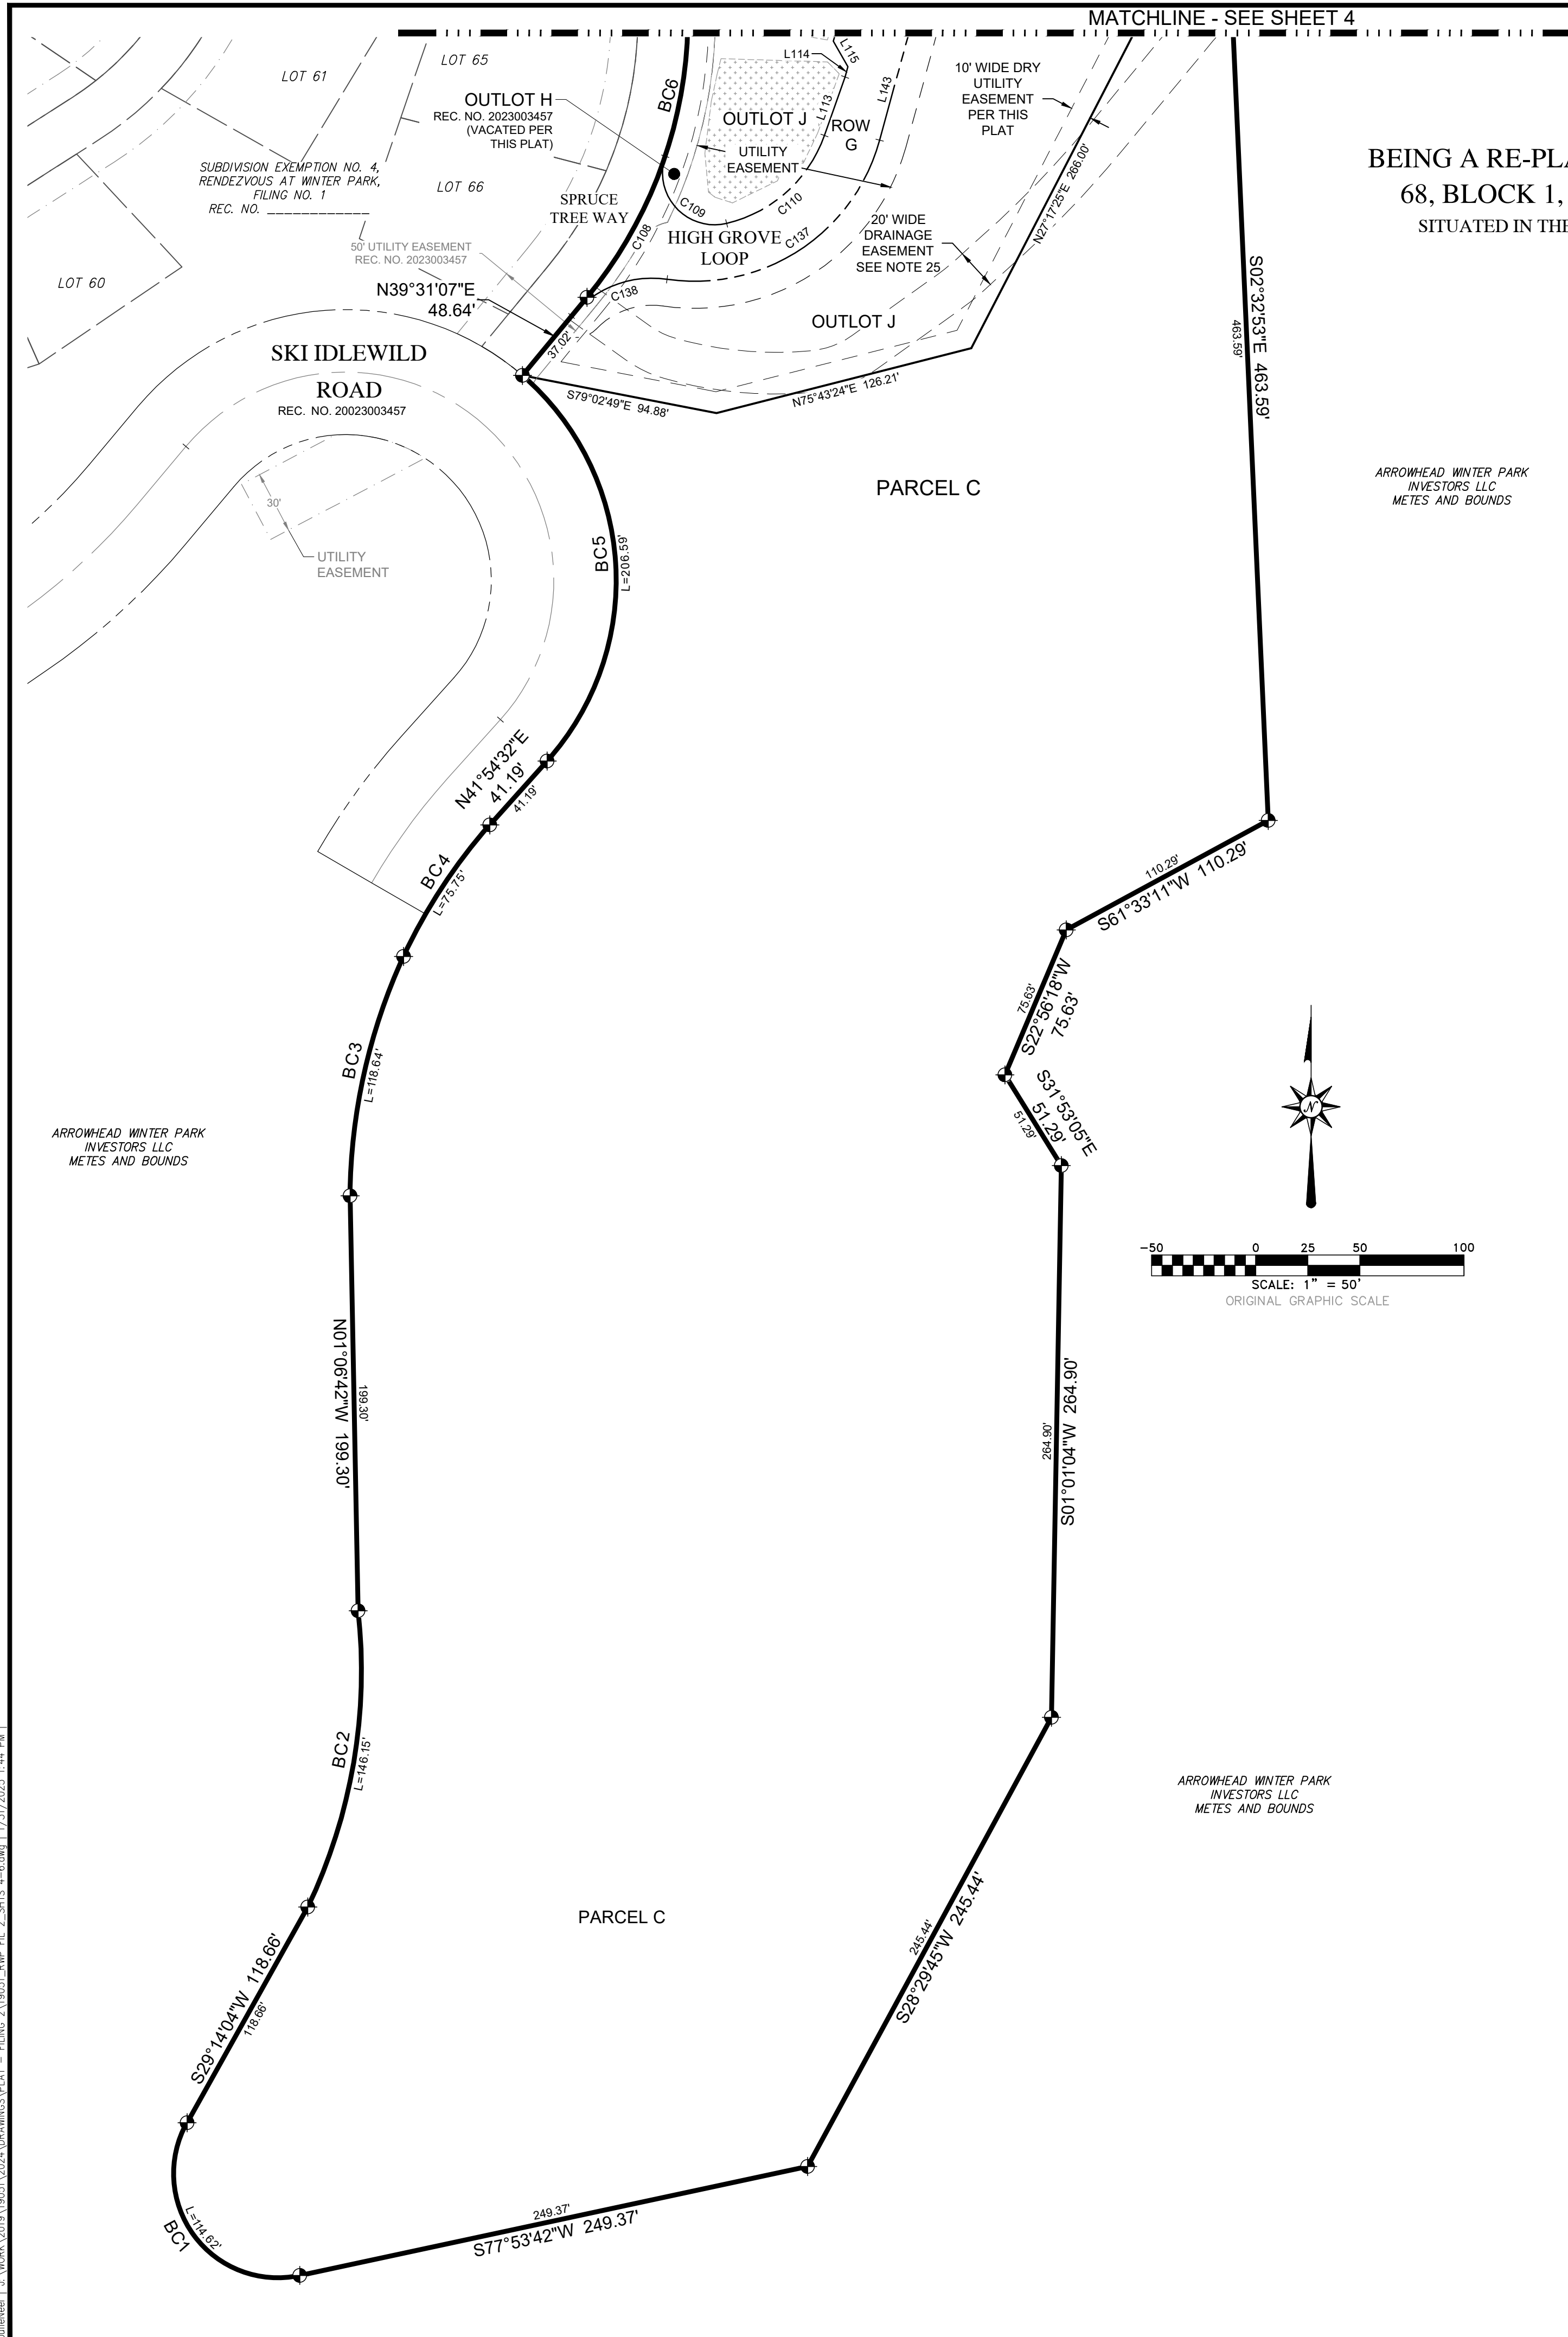 MATCHLINE - SEE SHEET 4
LOT 61
LOT 65
OUTLOT H
REC. NO. 2023003457
(VACATED PER
THIS PLAT)
BC6
L114
L115
L113
L143
OUTLOT J
ROW
G
UTILITY
EASEMENT
10' WIDE DRY
UTILITY
EASEMENT
PER THIS
PLAT
BEING A RE-PLA
68, BLOCK 1,
SITUATED IN THE
SUBDIVISION EXEMPTION NO. 4,
RENDEZVOUS AT WINTER PARK,
FILING NO. 1
REC. NO. ____________
LOT 66
SPRUCE
TREE WAY
C109
C110
C108
C137
C138
HIGH GROVE
LOOP
20' WIDE
DRAINAGE
EASEMENT
SEE NOTE 25
N27°17'25"E 266.00'
50' UTILITY EASEMENT
REC. NO. 2023003457
LOT 60
N39°31'07"E
48.64'
37.02'
OUTLOT J
S02°32'53"E 463.59'
463.59'
SKI IDLEWILD
ROAD
REC. NO. 20023003457
S79°02'49"E 94.88'
N75°43'24"E 126.21'
PARCEL C
ARROWHEAD WINTER PARK
INVESTORS LLC
METES AND BOUNDS
30'
UTILITY
EASEMENT
BC5
L=206.59'
N41°54'32"E
41.19'
41.19'
BC4
L=75.75'
110.29'
S61°33'11"W 110.29'
75.63'
S22°56'18"W
75.63'
BC3
L=118.64'
S31°53'05"E
51.29'
51.29'
ARROWHEAD WINTER PARK
INVESTORS LLC
METES AND BOUNDS
N
-50 0 25 50 100
SCALE: 1" = 50'
ORIGINAL GRAPHIC SCALE
N01°06'42"W 199.30'
199.30'
264.90'
S01°01'04"W 264.90'
BC2
L=146.15'
ARROWHEAD WINTER PARK
INVESTORS LLC
METES AND BOUNDS
PARCEL C
245.44'
S28°29'45"W 245.44'
S29°14'04"W 118.66'
118.66'
L=114.62'
BC1
249.37'
S77°53'42"W 249.37'